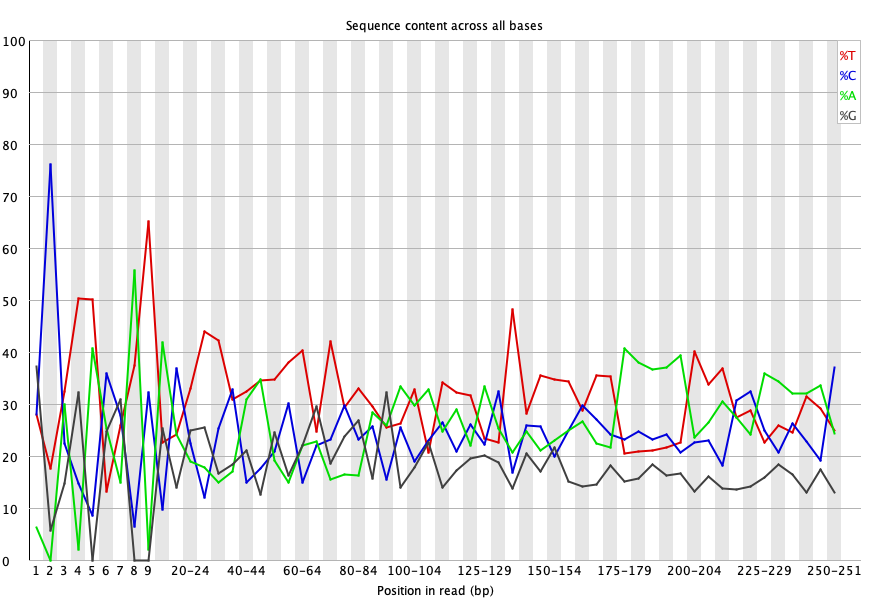 Sequence content across all bases
100
%T
%C
%A
%G
90
80
70
60
50
40
30
20
10
0
1 2 3 4 5 6 7 8 9 20-24 40-44 60-64 80-84 100-104 125-129 150-154 175-179 200-204 225-229 250-251
Position in read (bp)